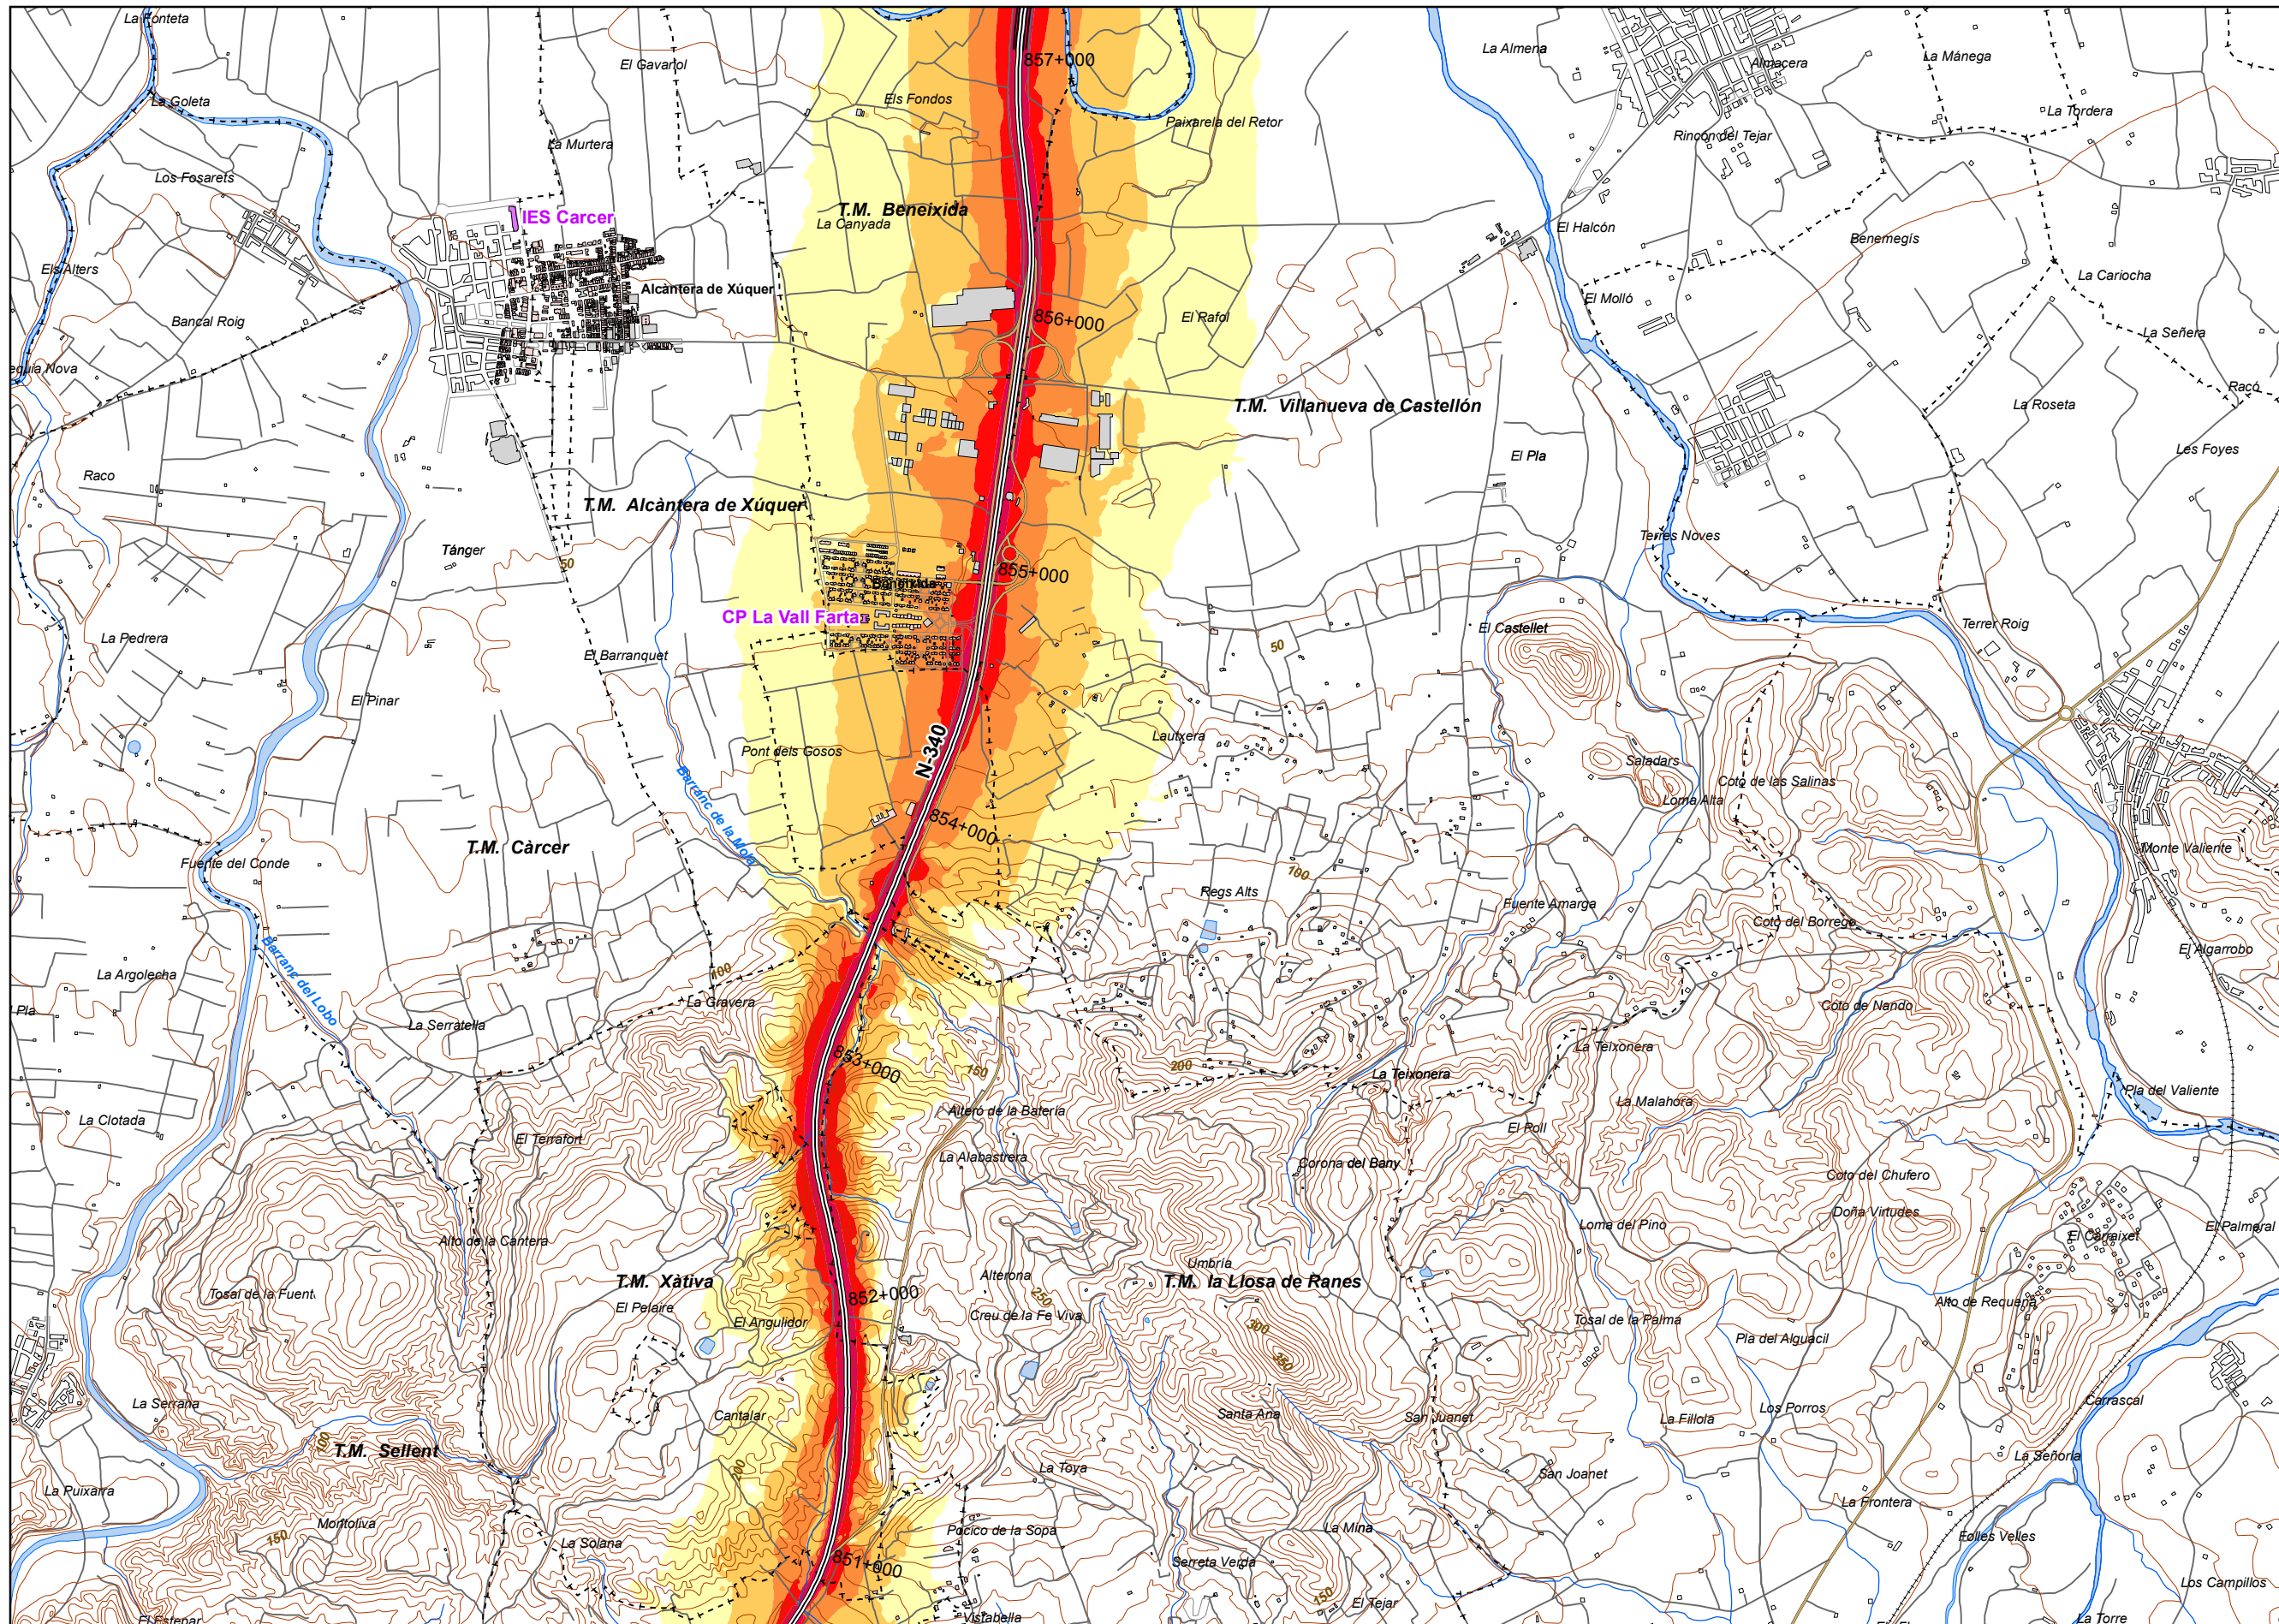 La Fonteta
857+000
La Almena
La Mánega
El Gavarol
Almacera
La Goleta
Els Fondos
La Tordera
Paixarela del Retor
Rincón del Tejar
La Murtera
Los Fosarets
T.M. Beneixida
IES Carcer
La Canyada
El Halcón
Benemegís
Els Alters
La Cariocha
Alcàntera de Xúquer
El Molló
Bancal Roig
856+000
El Rafol
La Señera
equia Nova
Racó
T.M. Villanueva de Castellón
La Roseta
Les Foyes
El Pla
Raco
T.M. Alcàntera de Xúquer
Terres Noves
Tánger
50
855+000
Beneixida
CP La Vall Farta
Terrer Roig
El Castellet
La Pedrera
50
El Barranquet
El Pinar
Lautxera
N-340
Pont dels Gosos
Saladars
Coto de las Salinas
Loma Alta
Barranc de la Mota
854+000
T.M. Càrcer
Monte Valiente
Fuente del Conde
100
Regs Alts
Fuente Amarga
Coto del Borrego
El Algarrobo
Barranc del Lobo
La Argolecha
100
La Gravera
Pla
Coto de Nando
La Serratella
853+000
La Teixonera
150
200
La Teixonera
Pla del Valiente
La Malahora
Alteró de la Batería
La Clotada
El Poll
El Terrafort
La Alabastrera
Corona del Bany
Coto del Chufero
Doña Virtudes
Loma del Pino
El Palmeral
El Carraixet
Alto de la Cantera
Umbría
Alterona
T.M. Xàtiva
T.M. la Llosa de Ranes
Tosal de la Fuent
852+000
250
El Pelaire
Alto de Requena
Creu de la Fe Viva
El Angulidor
Tosal de la Palma
300
Pla del Alguacil
350
La Serrana
Carrascal
Cantalar
Santa Ana
San Juanet
La Fillola
Los Porros
100
T.M. Sellent
La Señoria
200
La Toya
San Joanet
La Puixarra
La Frontera
Montoliva
La Mina
Pocico de la Sopa
150
Folles Velles
La Solana
851+000
Serreta Verda
Los Campillos
150
El Tejar
Vistabella
El Estepar
La Torre